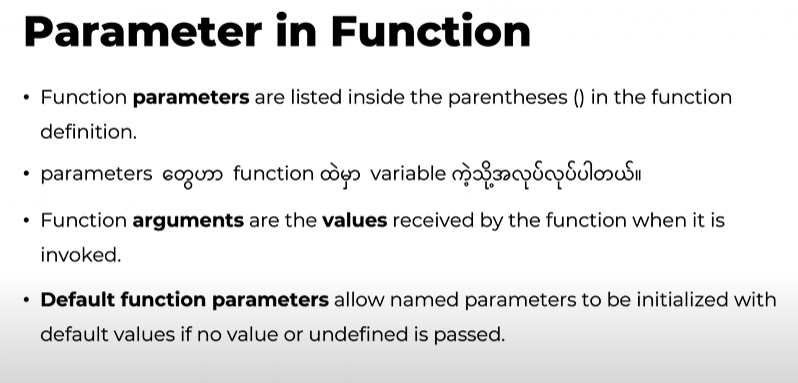 Parameter in Function
• Function parameters are listed inside the parentheses () in the function
definition.
• parameters တွေဟာ function ထဲမှာ variable ကဲ့သို့အလုပ်လုပ်ပါတယ်။
• Function arguments are the values received by the function when it is
invoked.
• Default function parameters allow named parameters to be initialized with
default values if no value or undefined is passed.